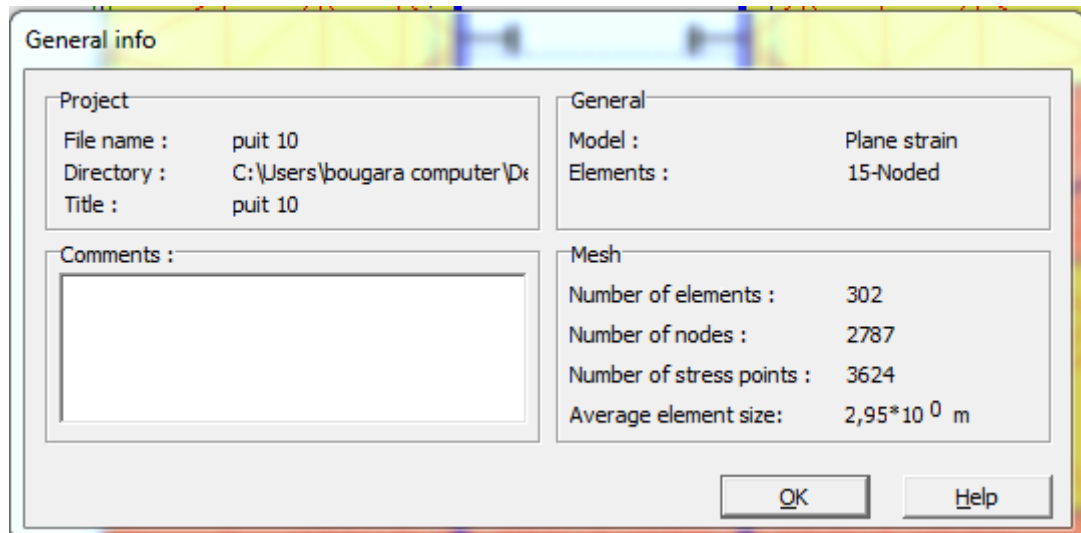 General info
Project
File name : puit 10
Directory : C:\Users\bougara computer\De
Title : puit 10
General
Model : Plane strain
Elements : 15-Noded
Comments :
Mesh
Number of elements : 302
Number of nodes : 2787
Number of stress points : 3624
Average element size: 2,95*10 0 m
OK Help